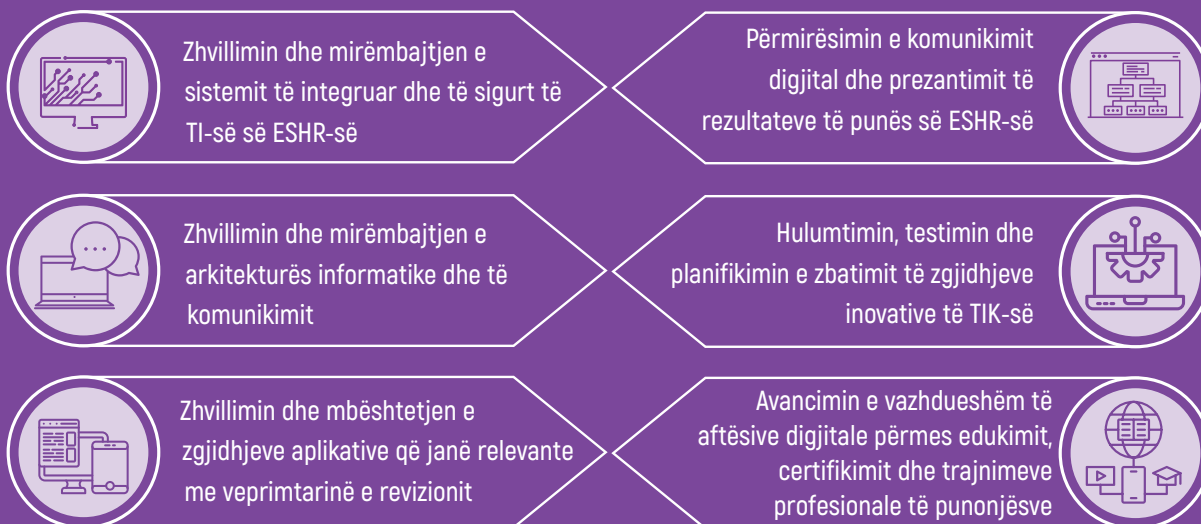 Zhvillimin dhe mirëmbajtjen e
sistemit të integruar dhe të sigurt të
TI-së së ESHR-së
Përmirësimin e komunikimit
digjital dhe prezantimit të
rezultateve të punës së ESHR-së
Zhvillimin dhe mirëmbajtjen e
arkitekturës informatike dhe të
komunikimit
Hulumtimin, testimin dhe
planifikimin e zbatimit të zgjidhjeve
inovative të TIK-së
Zhvillimin dhe mbështetjen e
zgjidhjeve aplikative që janë relevante
me veprimtarinë e revizionit
Avancimin e vazhdueshëm të
aftësive digjitale përmes edukimit,
certifikimit dhe trajnimeve
profesionale të punonjësve